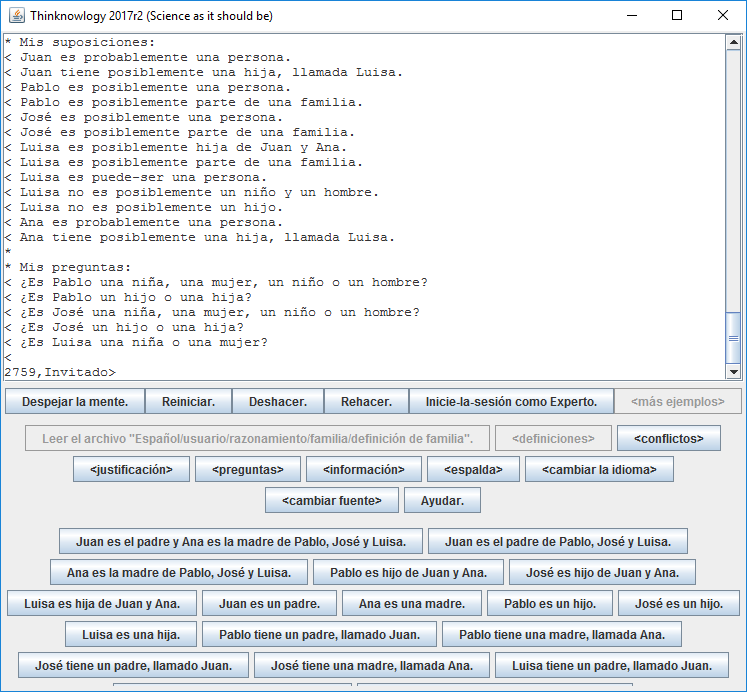 Thinknowlogy 2017r2 (Science as it should be)
* Mis suposiciones:
< Juan es probablemente una persona.
< Juan tiene posiblemente una hija, llamada Luisa.
< Pablo es posiblemente una persona.
< Pablo es posiblemente parte de una familia.
< José es posiblemente una persona.
< José es posiblemente parte de una familia.
< Luisa es posiblemente hija de Juan y Ana.
< Luisa es posiblemente parte de una familia.
< Luisa es puede-ser una persona.
< Luisa no es posiblemente un niño y un hombre.
< Luisa no es posiblemente un hijo.
< Ana es probablemente una persona.
< Ana tiene posiblemente una hija, llamada Luisa.
*
* Mis preguntas:
< ¿Es Pablo una niña, una mujer, un niño o un hombre?
< ¿Es Pablo un hijo o una hija?
< ¿Es José una niña, una mujer, un niño o un hombre?
< ¿Es José un hijo o una hija?
< ¿Es Luisa una niña o una mujer?
<
2759,Invitado>
Despejar la mente. Reiniciar. Deshacer. Rehacer. Inicie-la-sesión como Experto. <más ejemplos>
Leer el archivo "Español/usuario/razonamiento/familia/definición de familia". <definiciones> <conflictos>
<justificación> <preguntas> <información> <espalda> <cambiar la idioma>
<cambiar fuente> Ayudar.
Juan es el padre y Ana es la madre de Pablo, José y Luisa. Juan es el padre de Pablo, José y Luisa.
Ana es la madre de Pablo, José y Luisa. Pablo es hijo de Juan y Ana. José es hijo de Juan y Ana.
Luisa es hija de Juan y Ana. Juan es un padre. Ana es una madre. Pablo es un hijo. José es un hijo.
Luisa es una hija. Pablo tiene un padre, llamado Juan. Pablo tiene una madre, llamada Ana.
José tiene un padre, llamado Juan. José tiene una madre, llamada Ana. Luisa tiene un padre, llamado Juan.